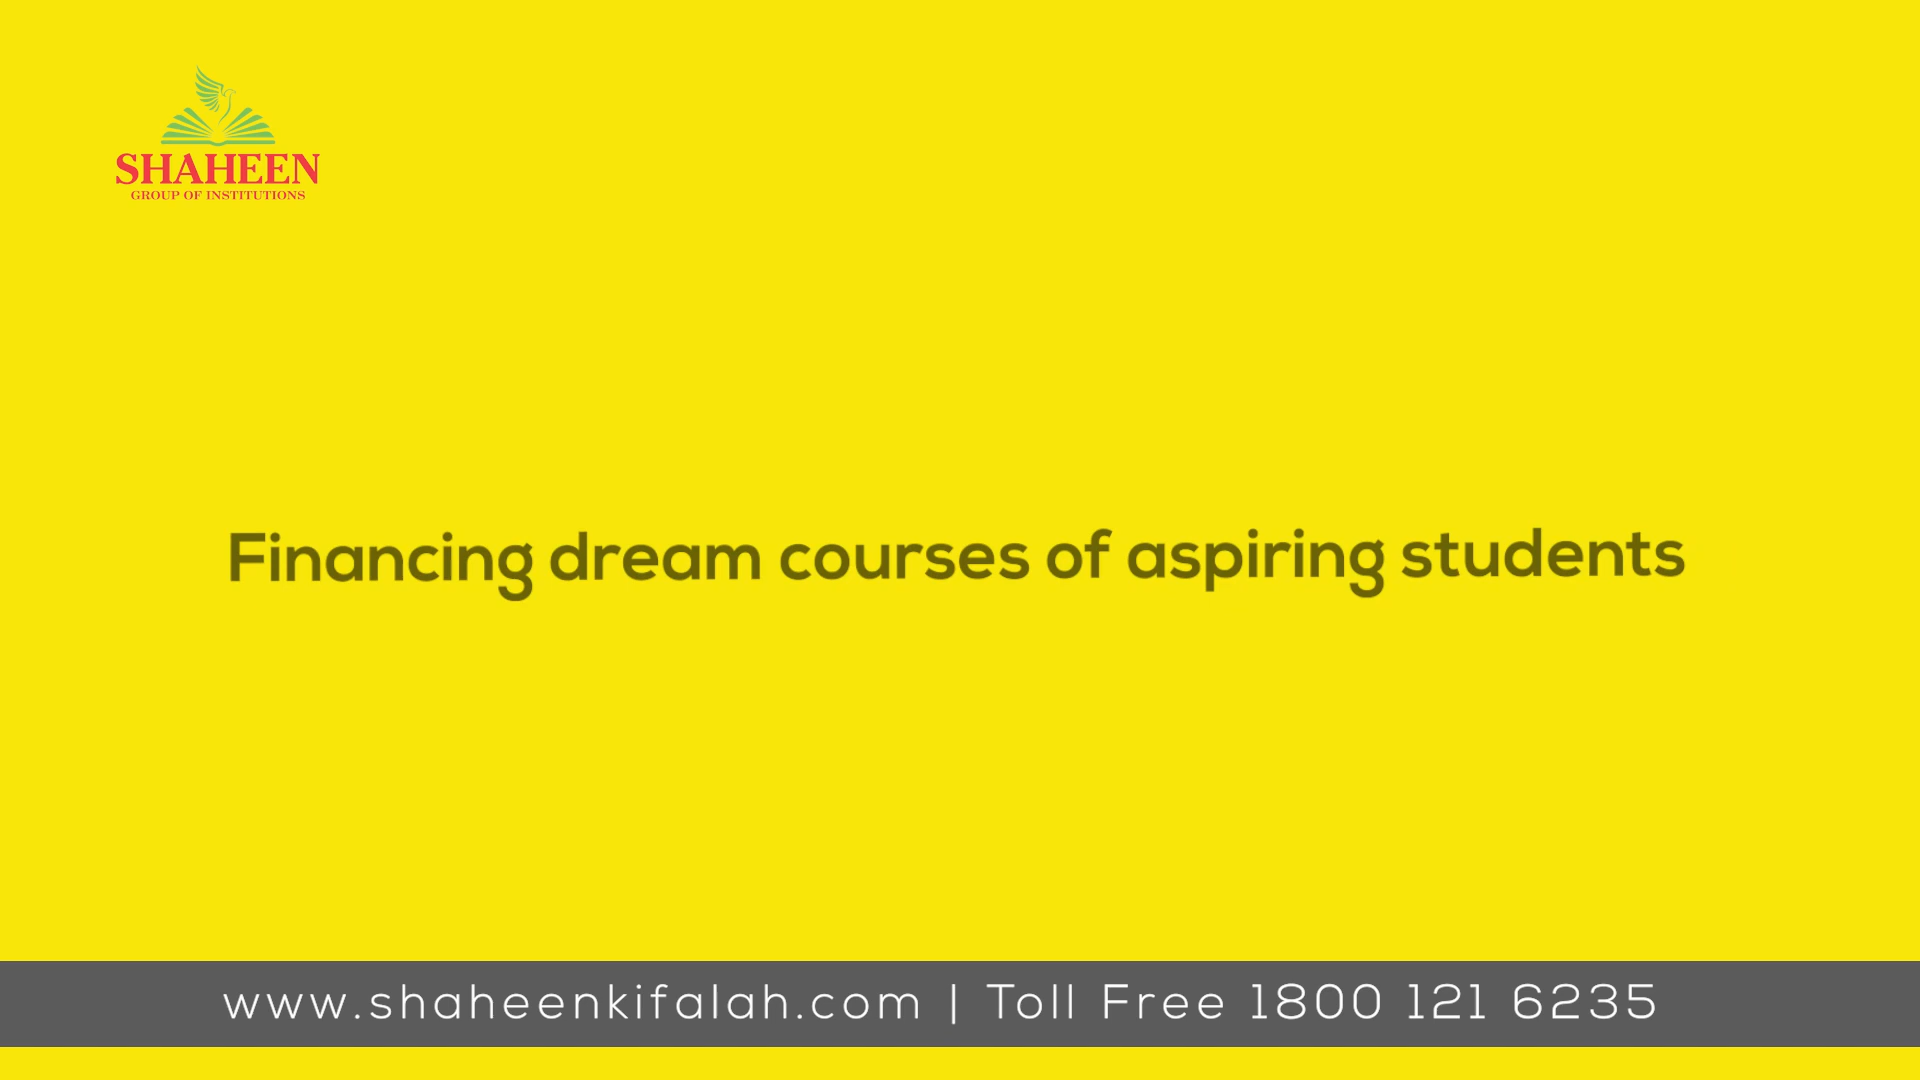 SHAHEEN
GROUP OF INSTITUTIONS
Financing dream courses of aspiring students
www.shaheenkifalah.com | Toll Free 1800 121 6235